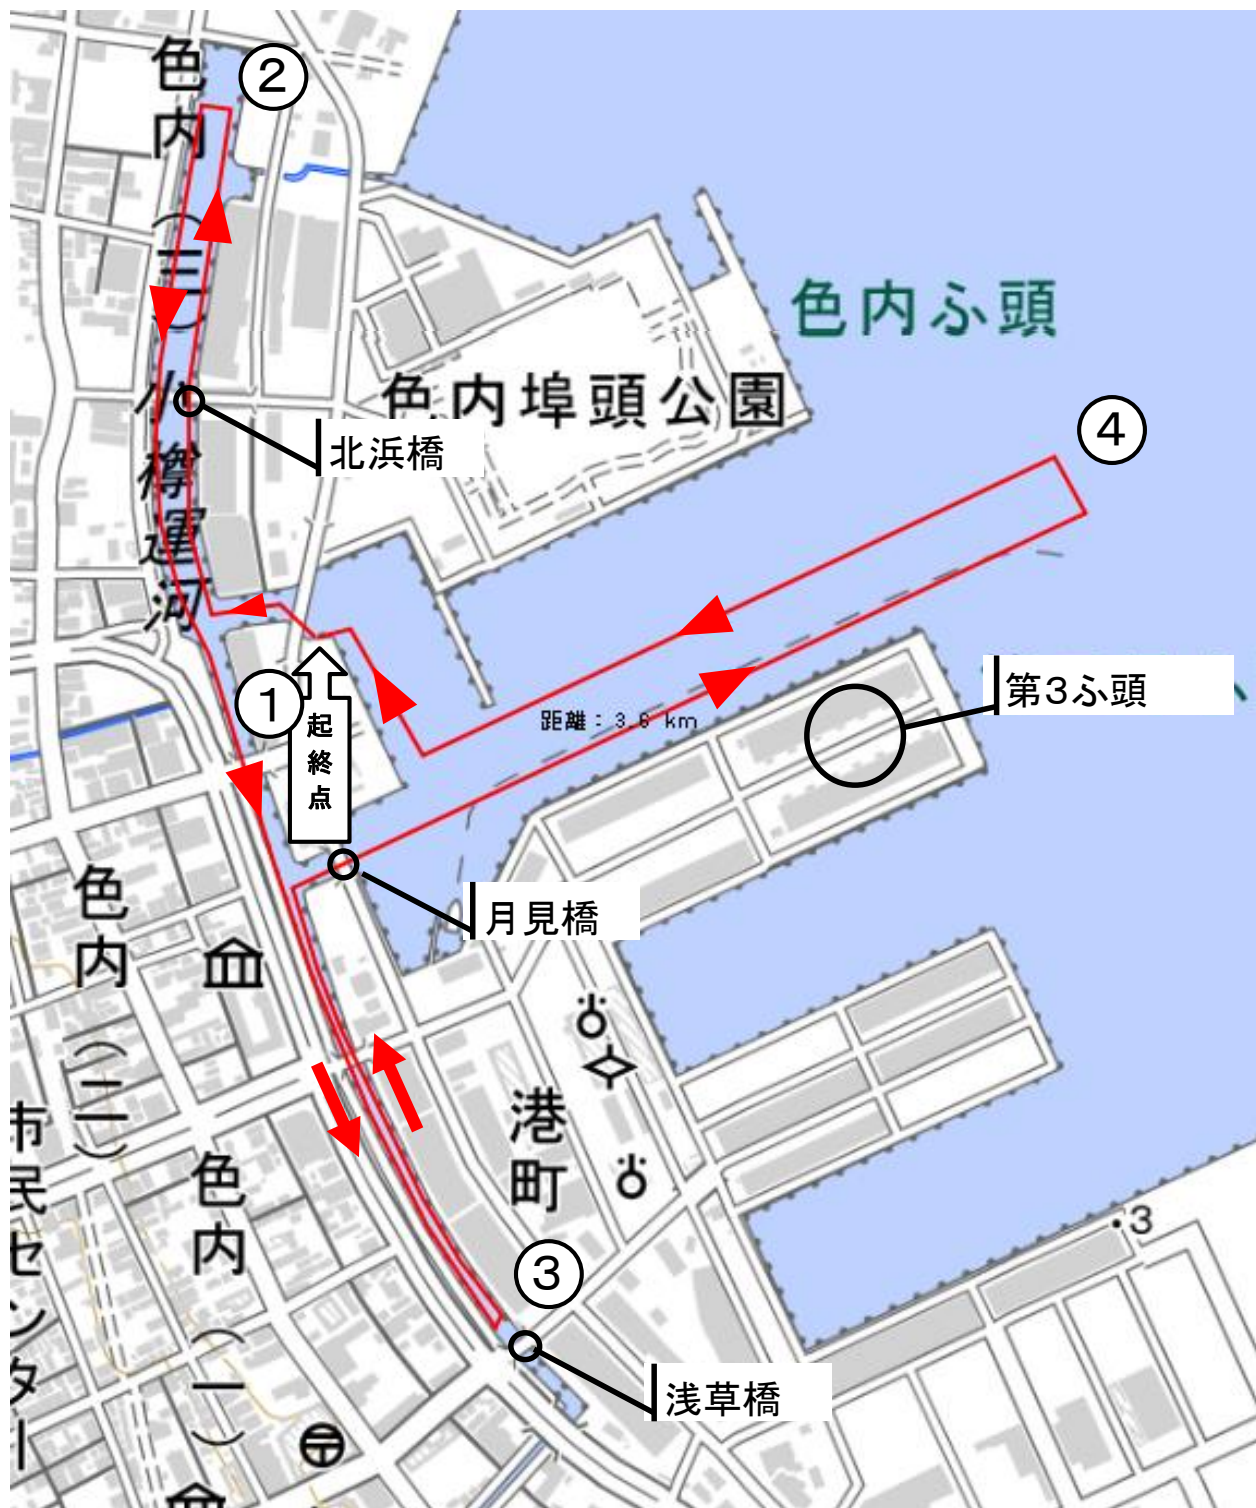 色内(三)
②
色内ふ頭
色内埠頭公園
④
北浜橋
小樽運河
第3ふ頭
①
起終点
距離:3.6 km
月見橋
色内(二)
港町
市民センター
色内(一)
③
・3
浅草橋